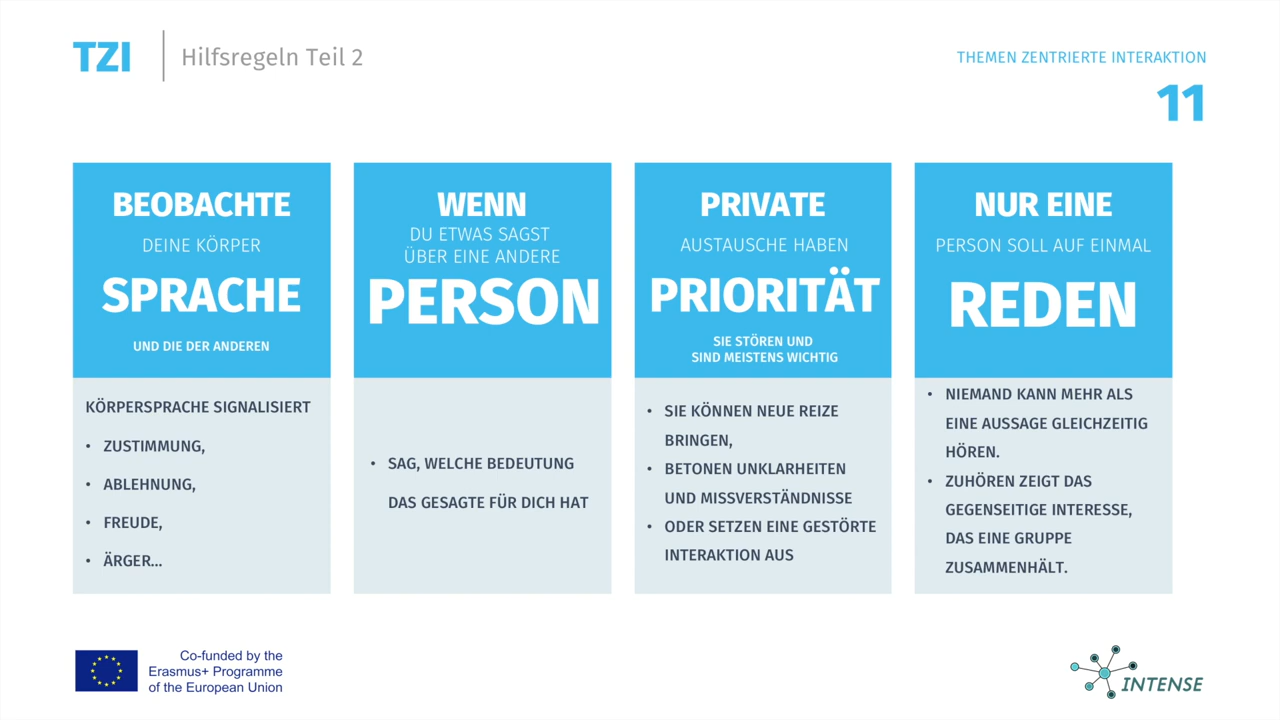 TZI
Hilfsregeln Teil 2
THEMEN ZENTRIERTE INTERAKTION
11
BEOBACHTE
DEINE KÖRPER
SPRACHE
UND DIE DER ANDEREN
KÖRPERSPRACHE SIGNALISIERT
• ZUSTIMMUNG,
• ABLEHNUNG,
• FREUDE,
• ÄRGER...
WENN
DU ETWAS SAGST
ÜBER EINE ANDERE
PERSON
• SAG, WELCHE BEDEUTUNG
DAS GESAGTE FÜR DICH HAT
PRIVATE
AUSTAUSCHE HABEN
PRIORITÄT
SIE STÖREN UND
SIND MEISTENS WICHTIG
• SIE KÖNNEN NEUE REIZE
BRINGEN,
• BETONEN UNKLARHEITEN
UND MISSVERSTÄNDNISSE
• ODER SETZEN EINE GESTÖRTE
INTERAKTION AUS
NUR EINE
PERSON SOLL AUF EINMAL
REDEN
• NIEMAND KANN MEHR ALS
EINE AUSSAGE GLEICHZEITIG
HÖREN.
• ZUHÖREN ZEIGT DAS
GEGENSEITIGE INTERESSE,
DAS EINE GRUPPE
ZUSAMMENHÄLT.
Co-funded by the
Erasmus+ Programme
of the European Union
INTENSE